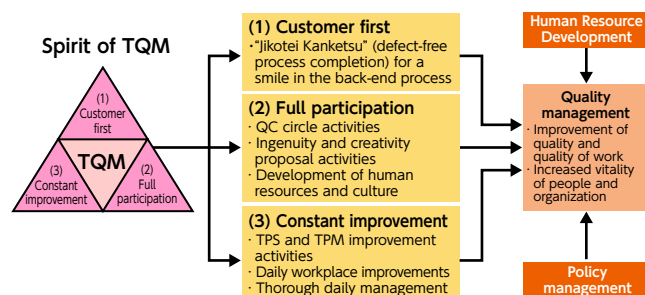 Spirit of TQM
(1)
Customer
first
TQM
(3)
Constant
improvement
(2)
Full
participation
(1) Customer first
· "Jikotei Kanketsu" (defect-free
process completion) for a
smile in the back-end process
(2) Full participation
· QC circle activities
· Ingenuity and creativity
proposal activities
· Development of human
resources and culture
(3) Constant improvement
· TPS and TPM improvement
activities
· Daily workplace improvements
· Thorough daily management
Human Resource
Development
Quality
management
· Improvement of
quality and
quality of work
· Increased vitality
of people and
organization
Policy
management